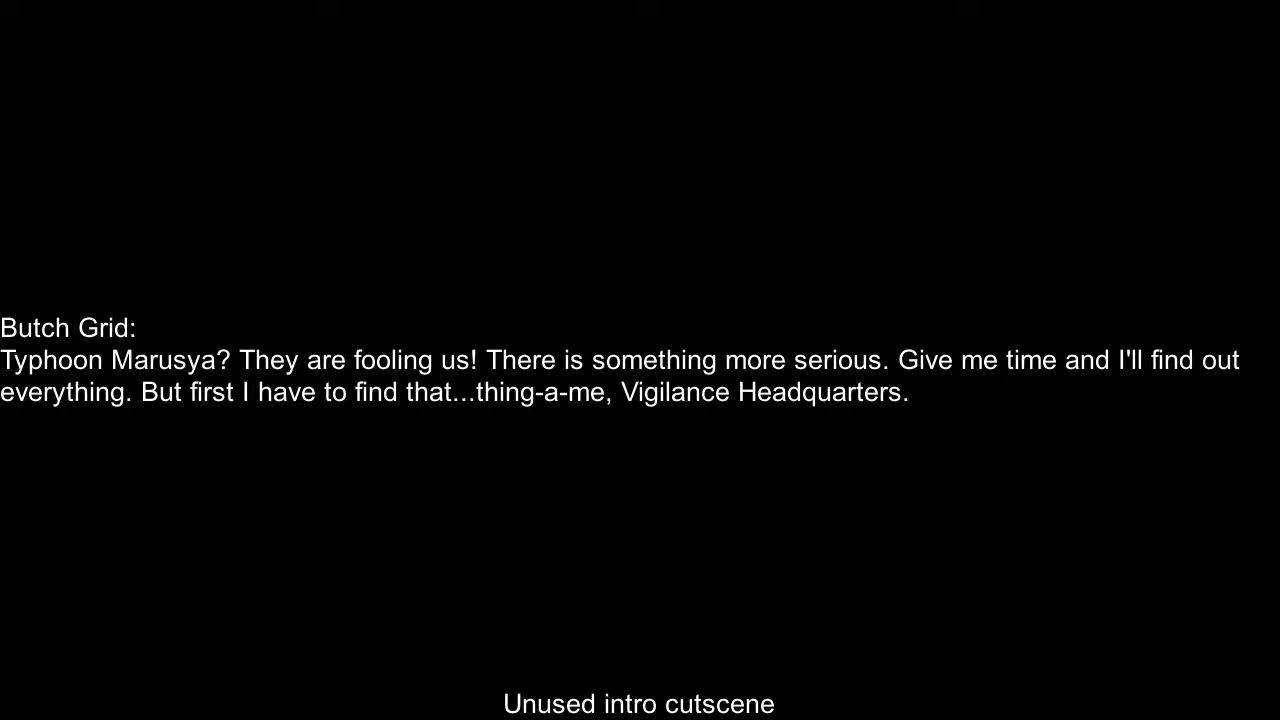 Butch Grid:
Typhoon Marusya? They are fooling us! There is something more serious. Give me time and I'll find out
everything. But first I have to find that...thing-a-me, Vigilance Headquarters.
Unused intro cutscene